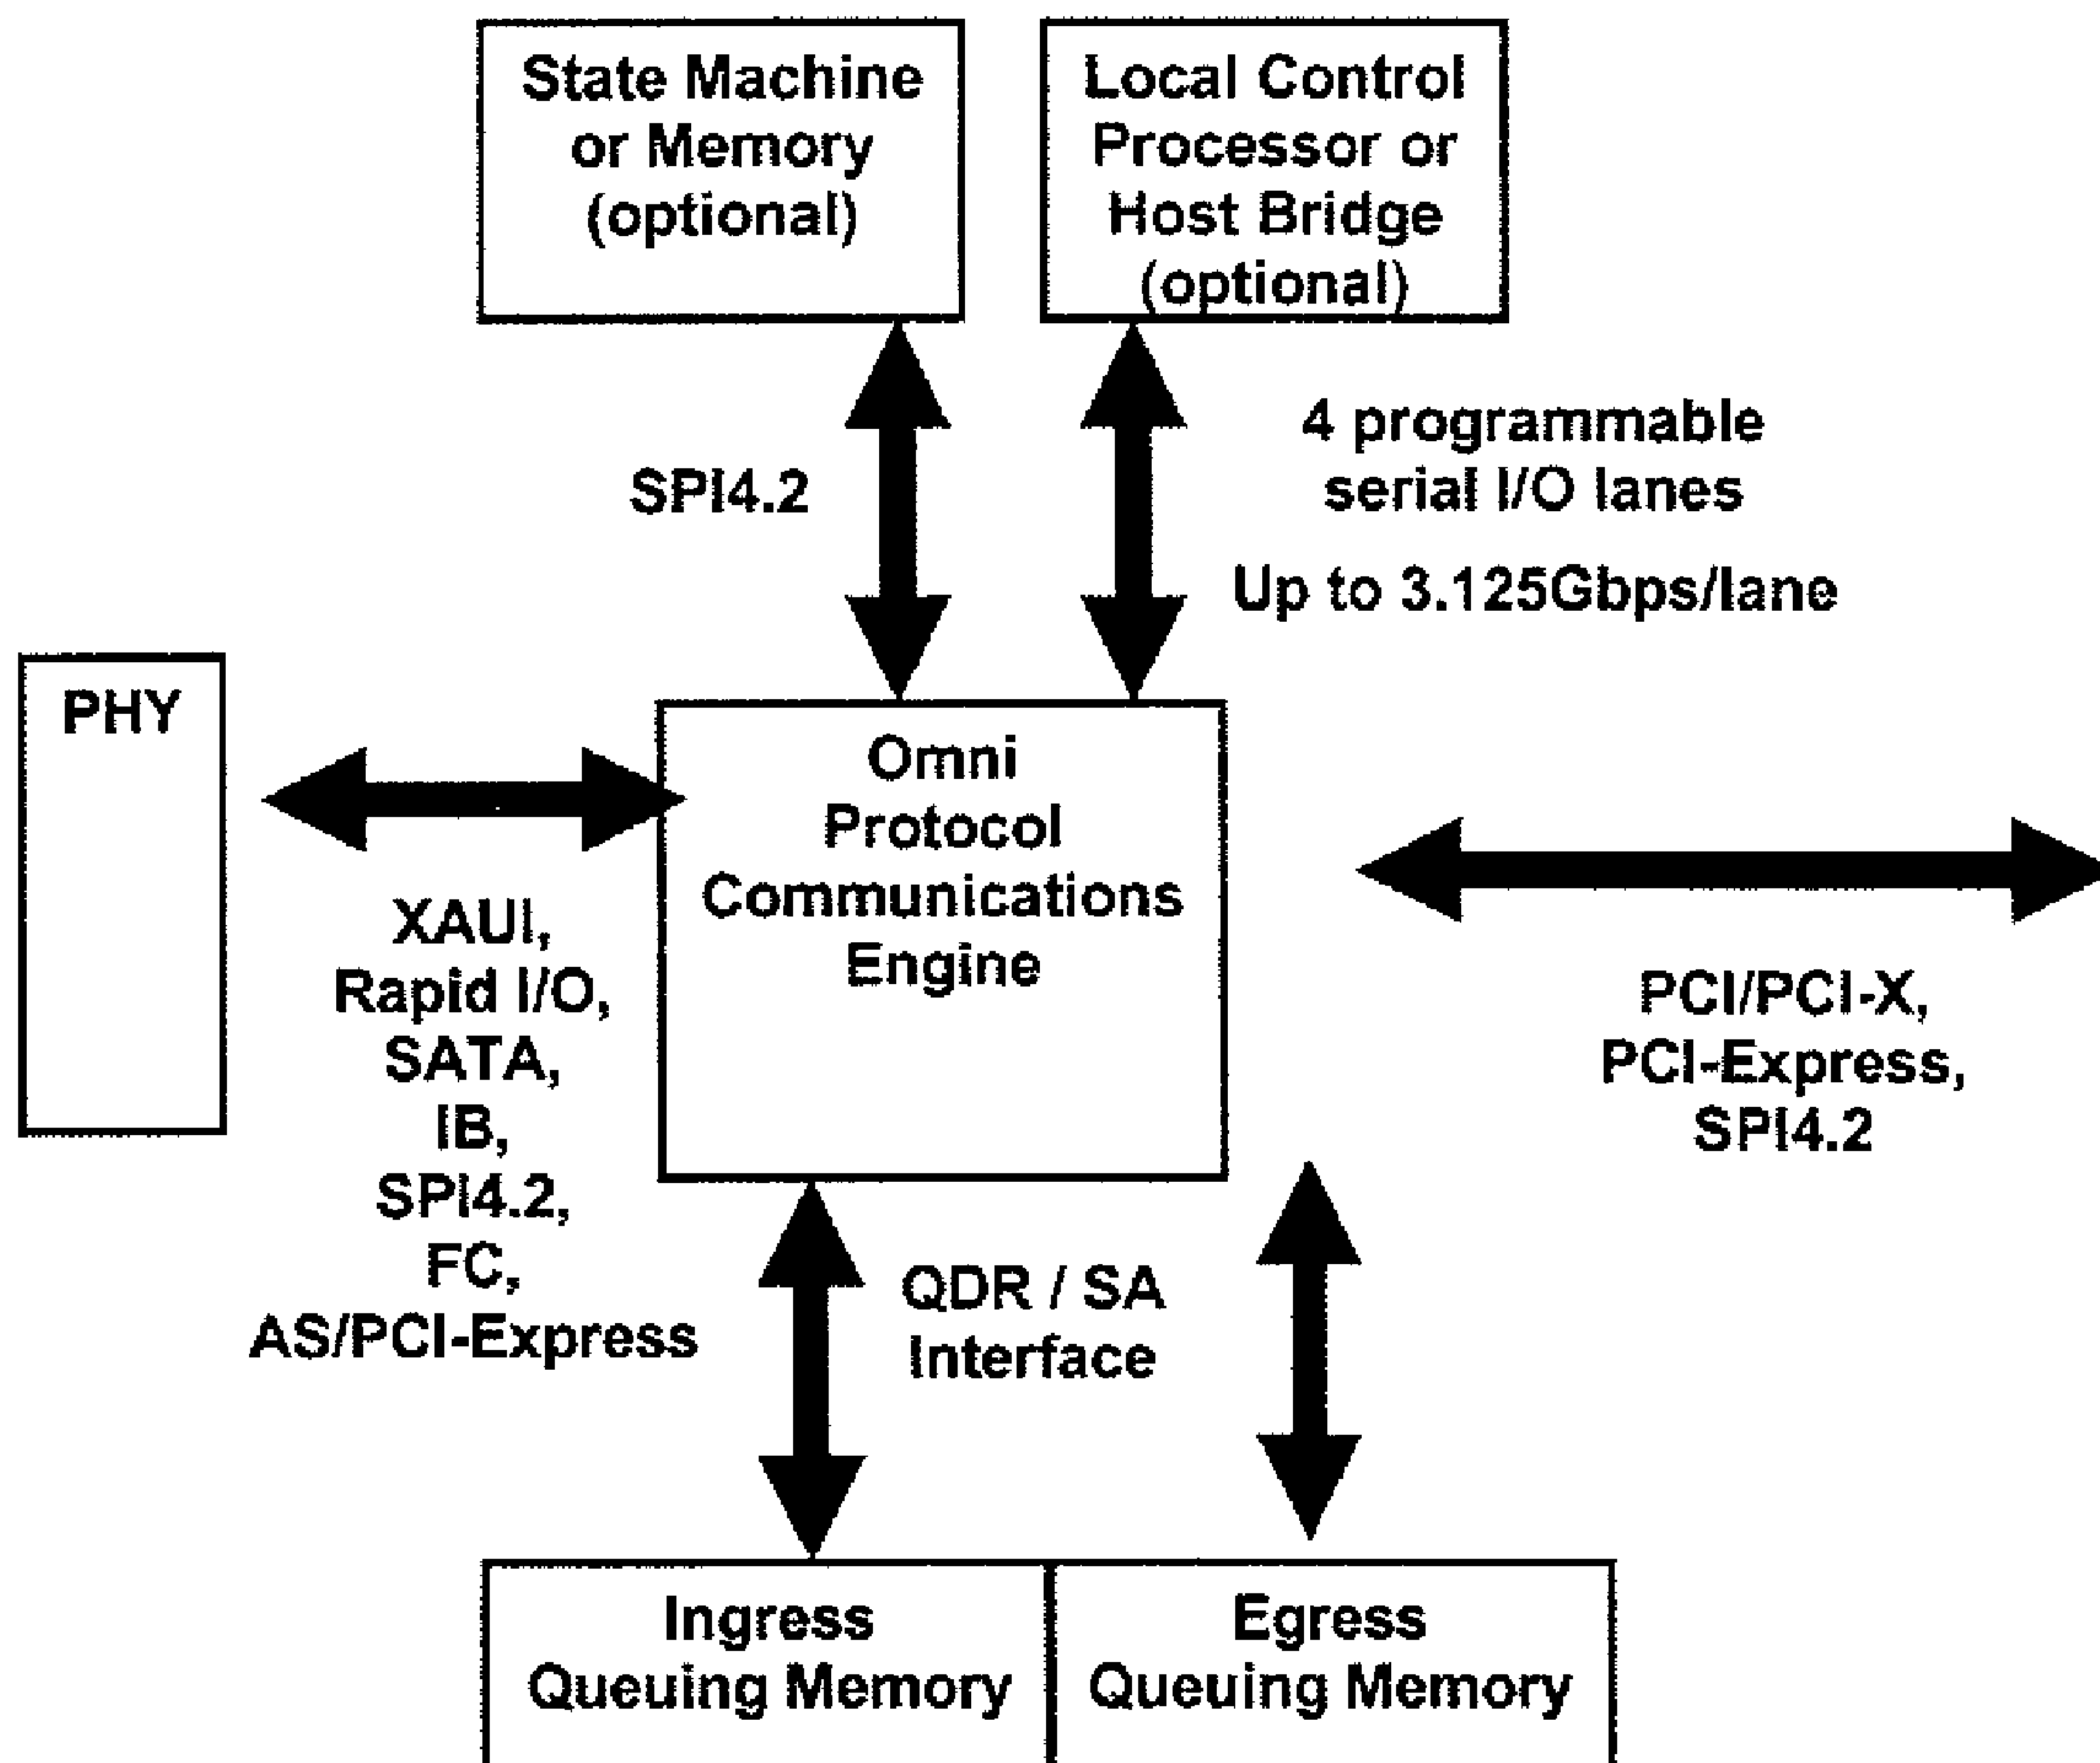 State Machine
or Memory
(optional)
Local Control
Processor or
Host Bridge
(optional)
SPI4.2
4 programmable
serial I/O lanes
Up to 3.125Gbps/lane
PHY
Omni
Protocol
Communications
Engine
XAUI,
Rapid I/O,
SATA,
IB,
SPI4.2,
FC,
AS/PCI-Express
PCI/PCI-X,
PCI-Express,
SPI4.2
QDR / SA
Interface
Ingress
Queuing Memory
Egress
Queuing Memory